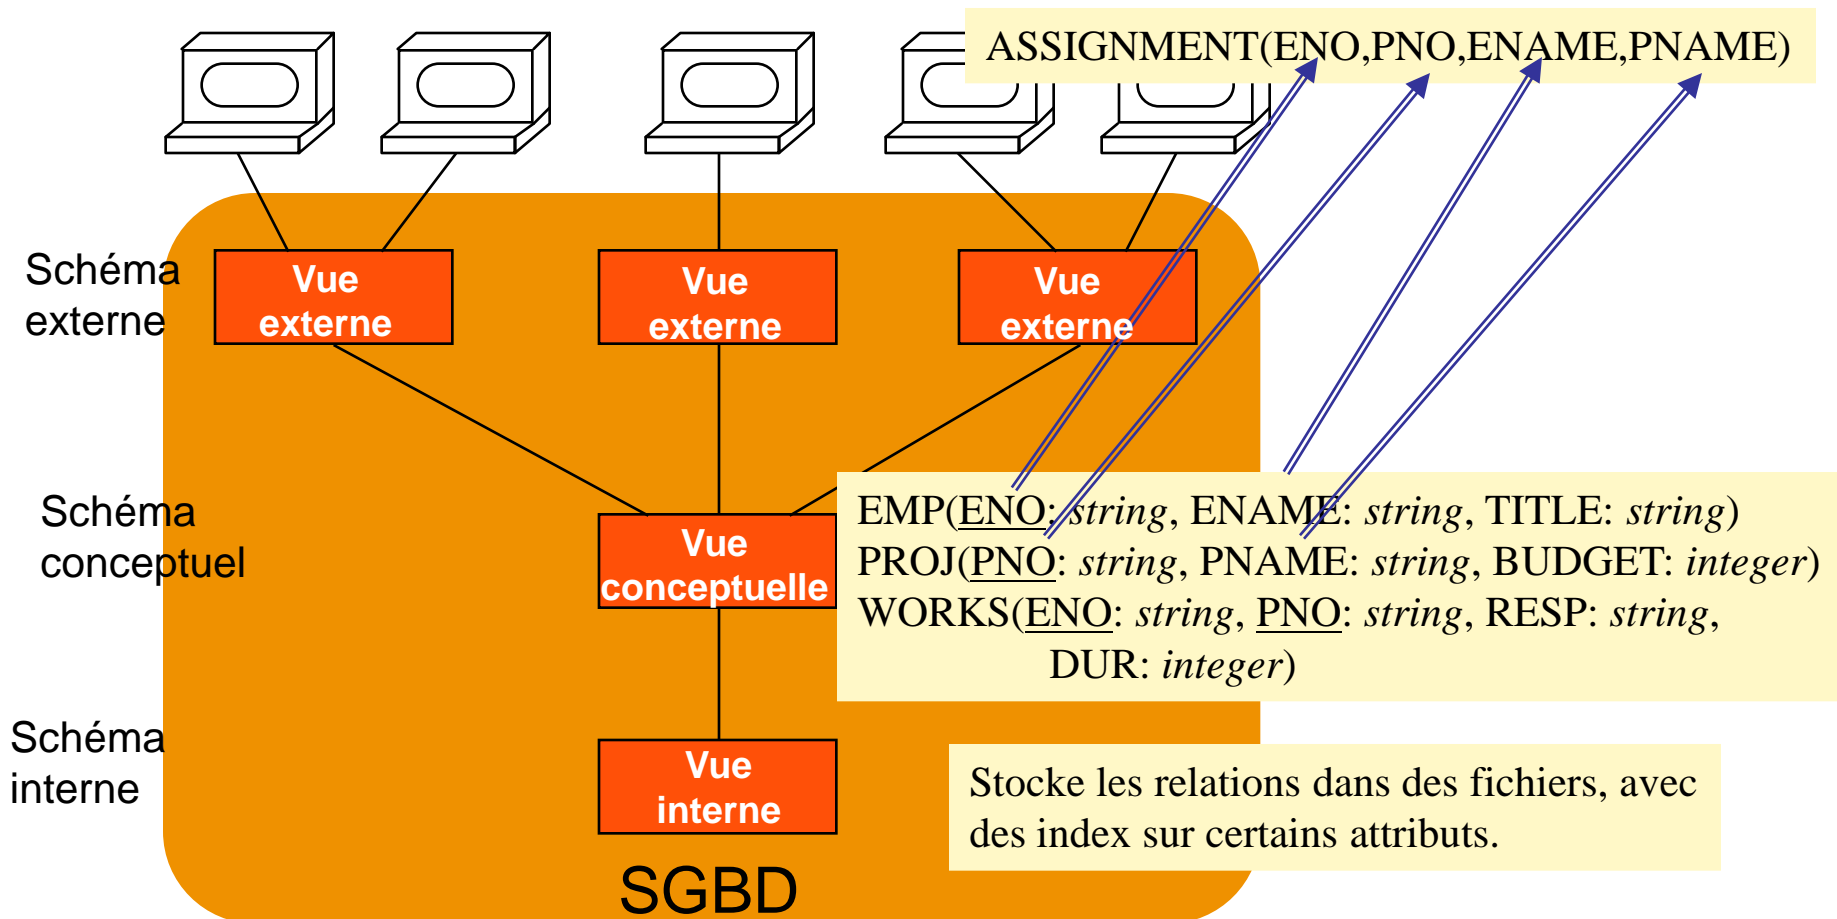 ASSIGNMENT(ENO,PNO,ENAME,PNAME)
Schéma
externe
Vue
externe
Vue
externe
Vue
externe
Schéma
conceptuel
Vue
conceptuelle
EMP(ENO: string, ENAME: string, TITLE: string)
PROJ(PNO: string, PNAME: string, BUDGET: integer)
WORKS(ENO: string, PNO: string, RESP: string,
DUR: integer)
Schéma
interne
Vue
interne
Stocke les relations dans des fichiers, avec
des index sur certains attributs.
SGBD